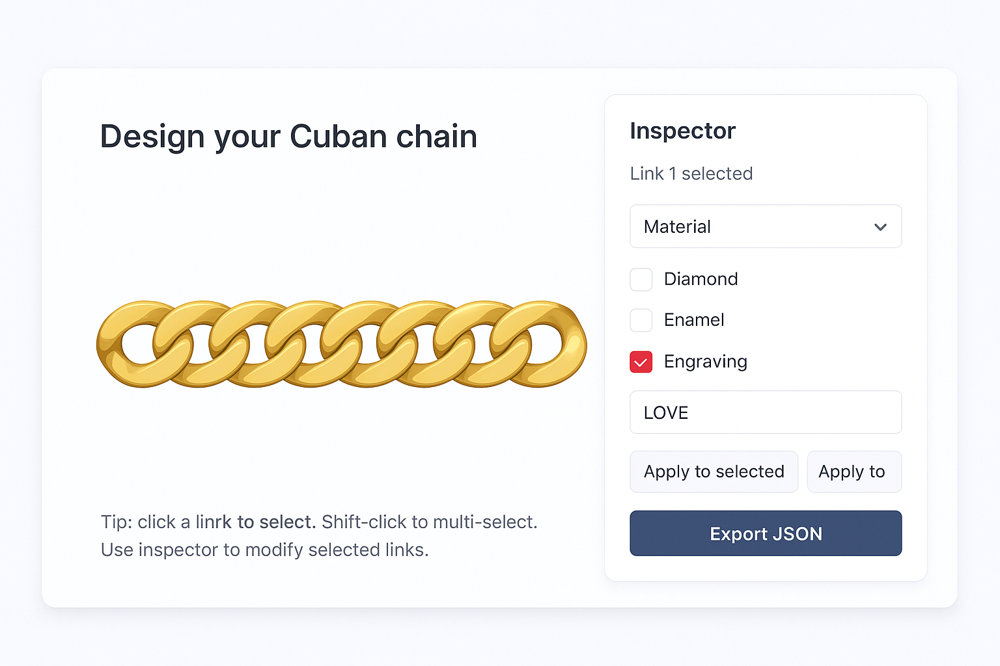 Design your Cuban chain
Tip: click a linrk to select. Shift-click to multi-select.
Use inspector to modify selected links.
Inspector
Link 1 selected
Material
Diamond
Enamel
Engraving
LOVE
Apply to selected
Apply to
Export JSON